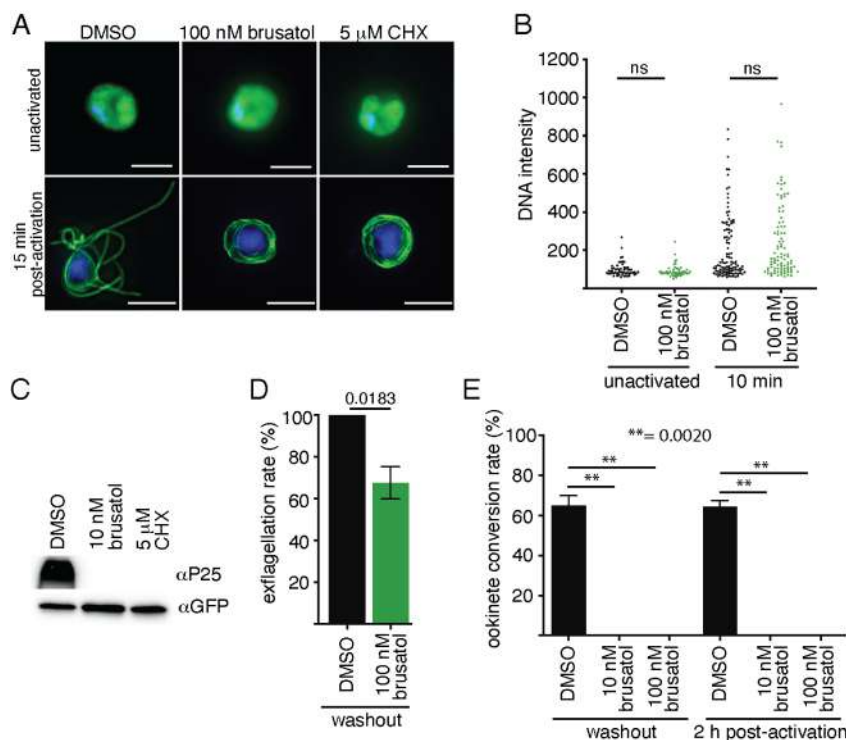 A
DMSO
100 nM brusatol
5 μM CHX
unactivated
15 min
post-activation
B
ns
ns
1200
1000
800
600
400
200
DNA intensity
DMSO
100 nM
brusatol
DMSO
100 nM
brusatol
unactivated
10 min
C
DMSO
10 nM
brusatol
5 μM
CHX
αP25
αGFP
D
0.0183
100
80
60
40
20
exflagellation rate (%)
DMSO
100 nM
brusatol
washout
E
**= 0.0020
**
**
**
**
100
80
60
40
20
ookinete conversion rate (%)
DMSO
10 nM
brusatol
100 nM
brusatol
DMSO
10 nM
brusatol
100 nM
brusatol
washout
2 h post-activation